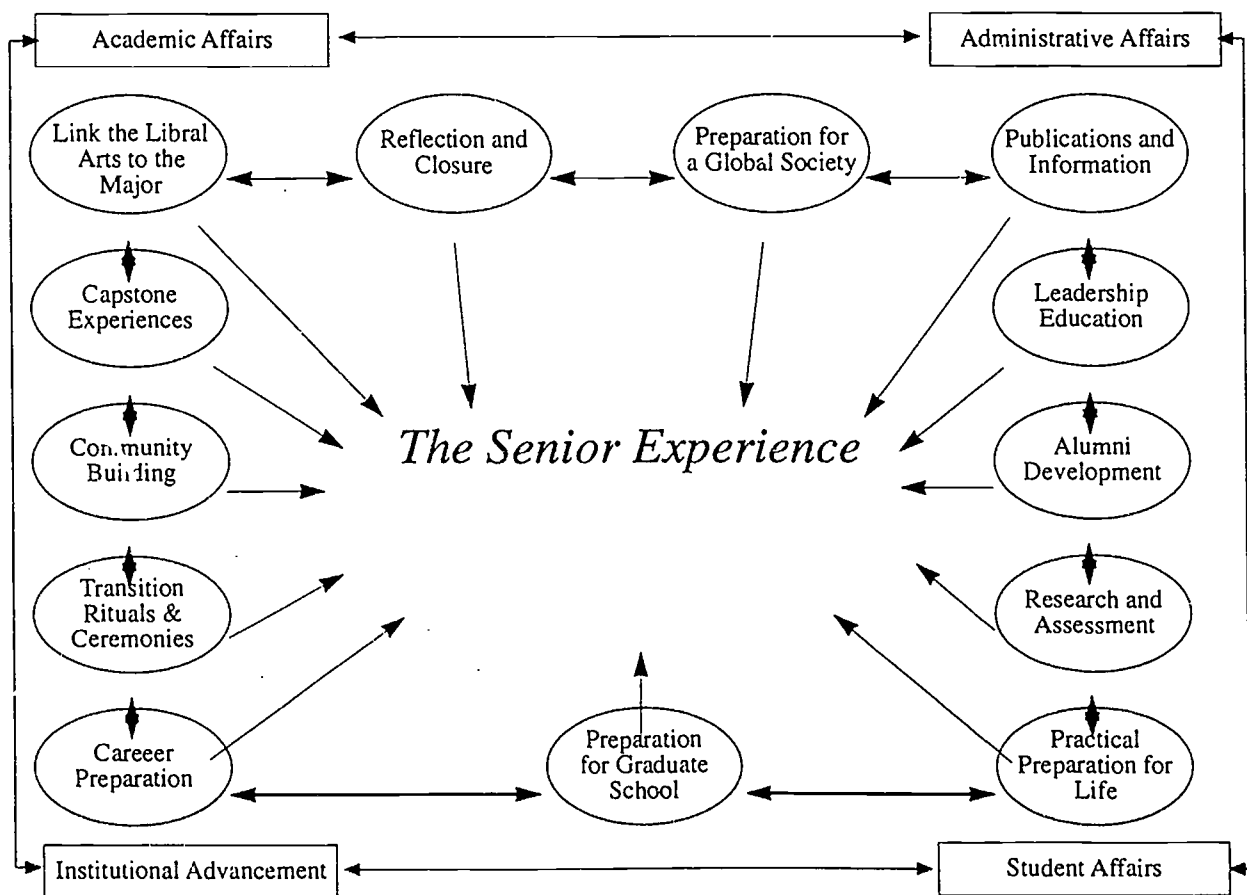 Academic Affairs
Administrative Affairs
Link the Libral
Arts to the
Major
Reflection and
Closure
Preparation for
a Global Society
Publications and
Information
Capstone
Experiences
Leadership
Education
The Senior Experience
Community
Building
Alumni
Development
Transition
Rituals &
Ceremonies
Research and
Assessment
Careeer
Preparation
Preparation
for Graduate
School
Practical
Preparation for
Life
Institutional Advancement
Student Affairs